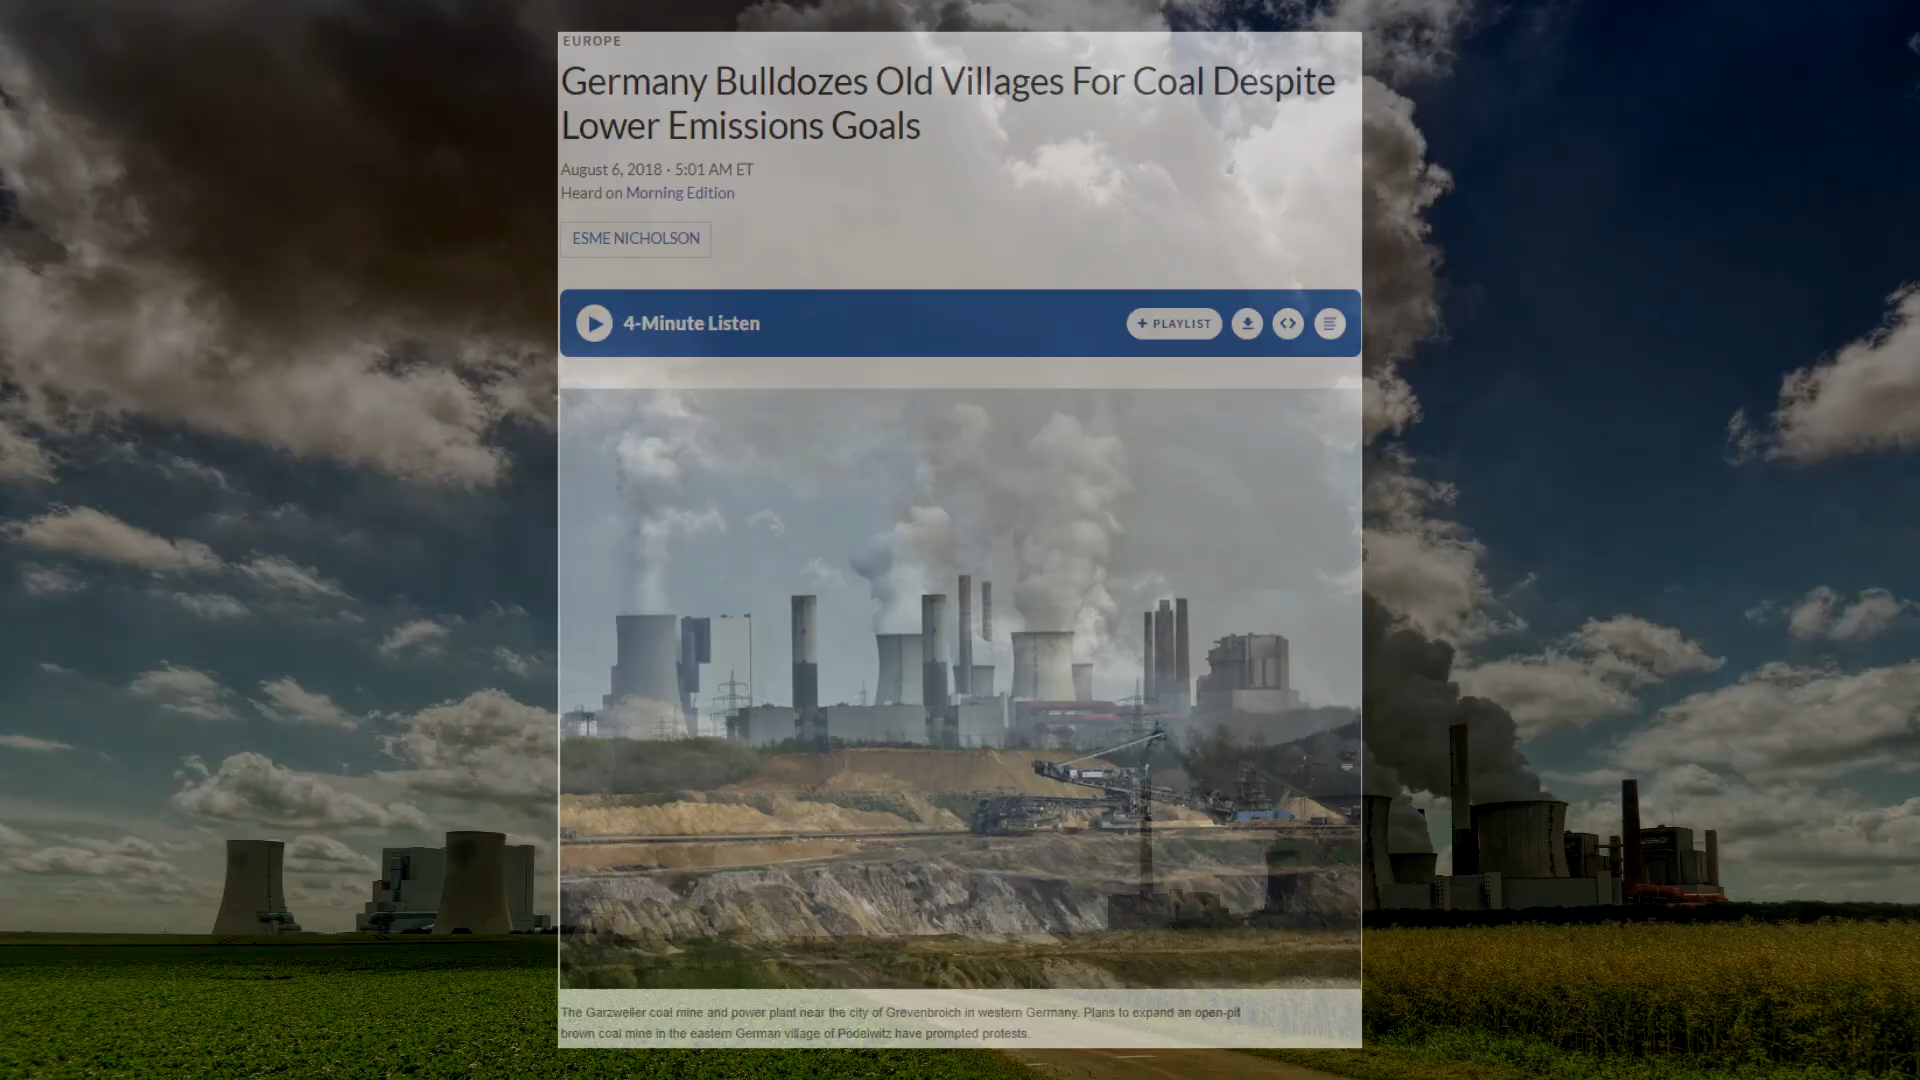 EUROPE
Germany Bulldozes Old Villages For Coal Despite
Lower Emissions Goals
August 6, 2018 · 5:01 AM ET
Heard on Morning Edition
ESME NICHOLSON
4-Minute Listen
+ PLAYLIST
The Garzweiler coal mine and power plant near the city of Grevenbroich in western Germany. Plans to expand an open-pit
brown coal mine in the eastern German village of Pödelwitz have prompted protests.